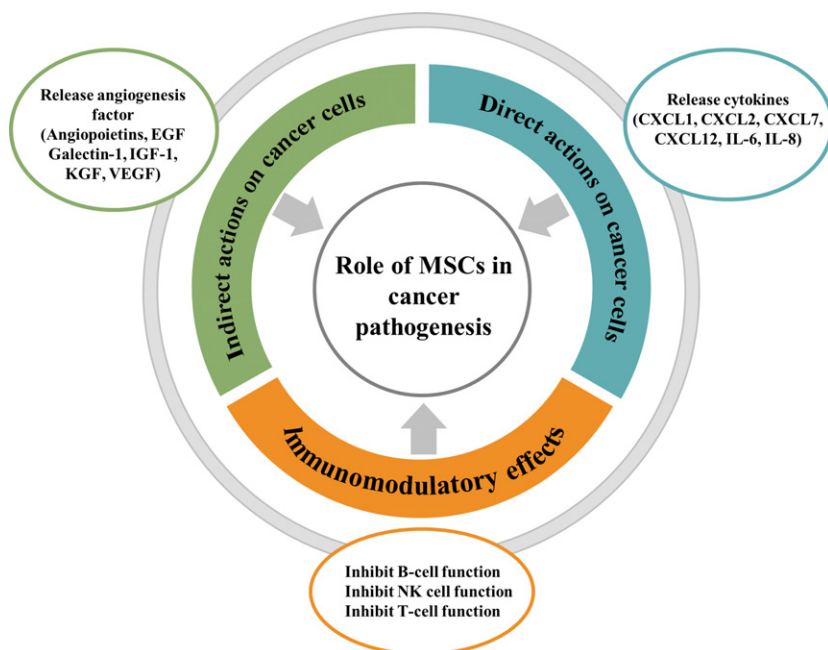 Release angiogenesis
factor
(Angiopoietins, EGF
Galectin-1, IGF-1,
KGF, VEGF)
Indirect actions on cancer cells
Direct actions on cancer cells
Release cytokines
(CXCL1, CXCL2, CXCL7,
CXCL12, IL-6, IL-8)
Role of MSCs in
cancer
pathogenesis
Immunomodulatory effects
Inhibit B-cell function
Inhibit NK cell function
Inhibit T-cell function